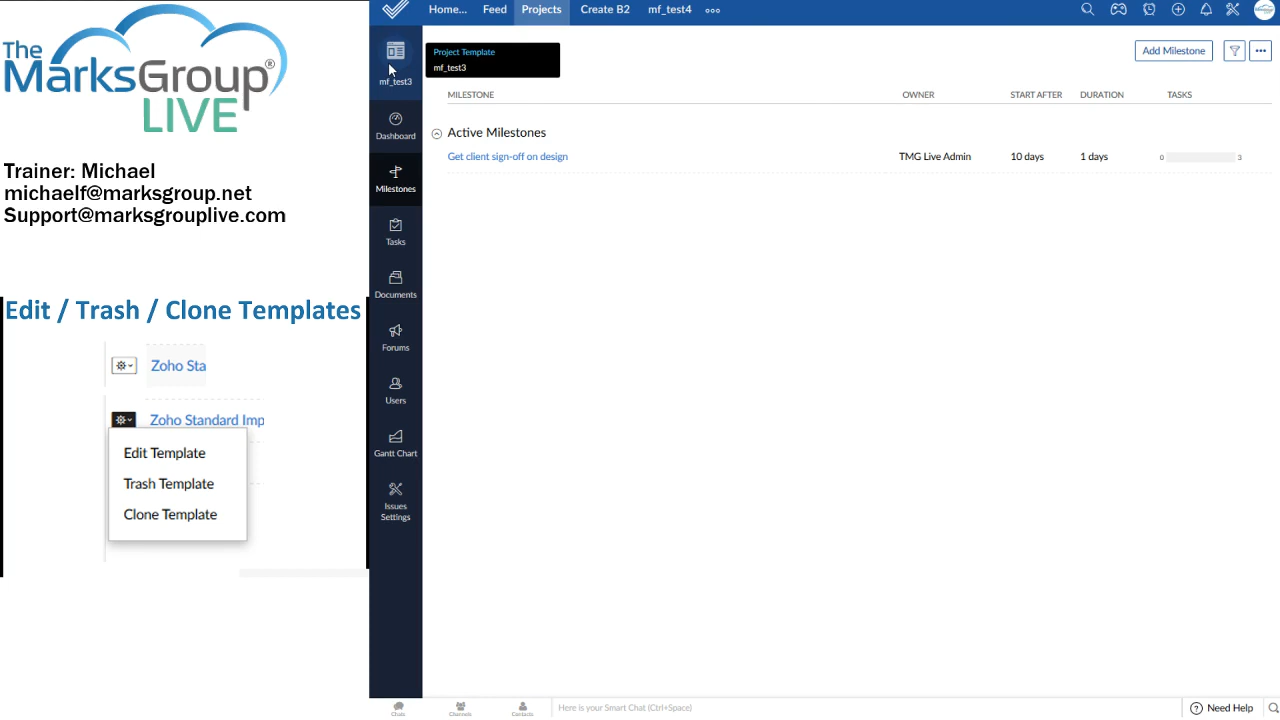 The
MarksGroup®
LIVE
Trainer: Michael
michaelf@marksgroup.net
Support@marksgrouplive.com
Edit / Trash / Clone Templates
Zoho Sta
Zoho Standard Imp
Edit Template
Trash Template
Clone Template
Home... Feed Projects Create B2 mf_test4
mf_test3
Project Template
mf_test3
Add Milestone
MILESTONE OWNER START AFTER DURATION TASKS
Active Milestones
Get client sign-off on design TMG Live Admin 10 days 1 days 0 3
Dashboard
Milestones
Tasks
Documents
Forums
Users
Gantt Chart
Issues
Settings
Chats Channels Contacts Here is your Smart Chat (Ctrl+Space) Need Help